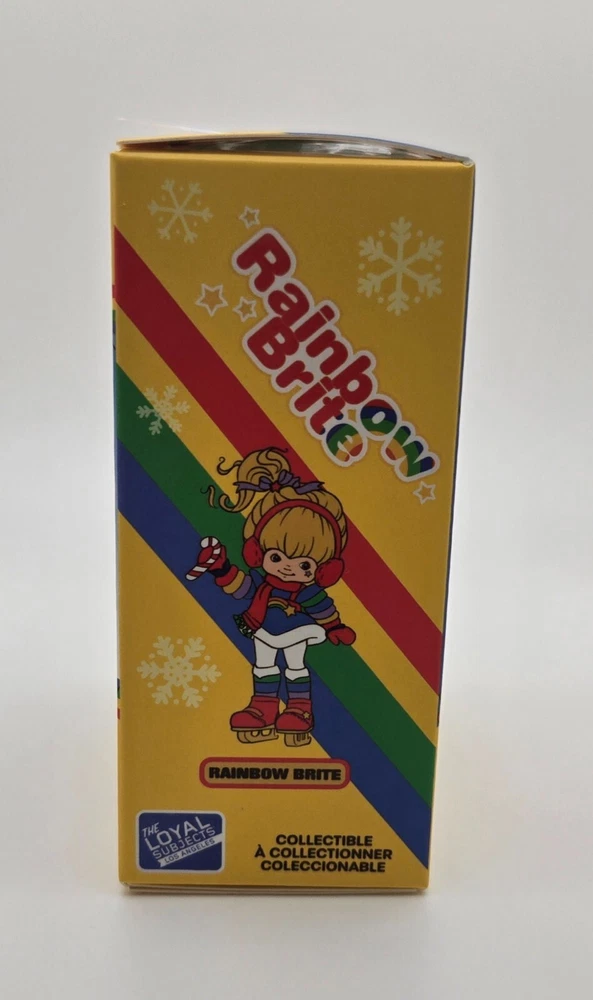 Rainbow
Brite
RAINBOW BRITE
THE
LOYAL
SUBJECTS
LOS ANGELES
COLLECTIBLE
À COLLECTIONNER
COLECCIONABLE